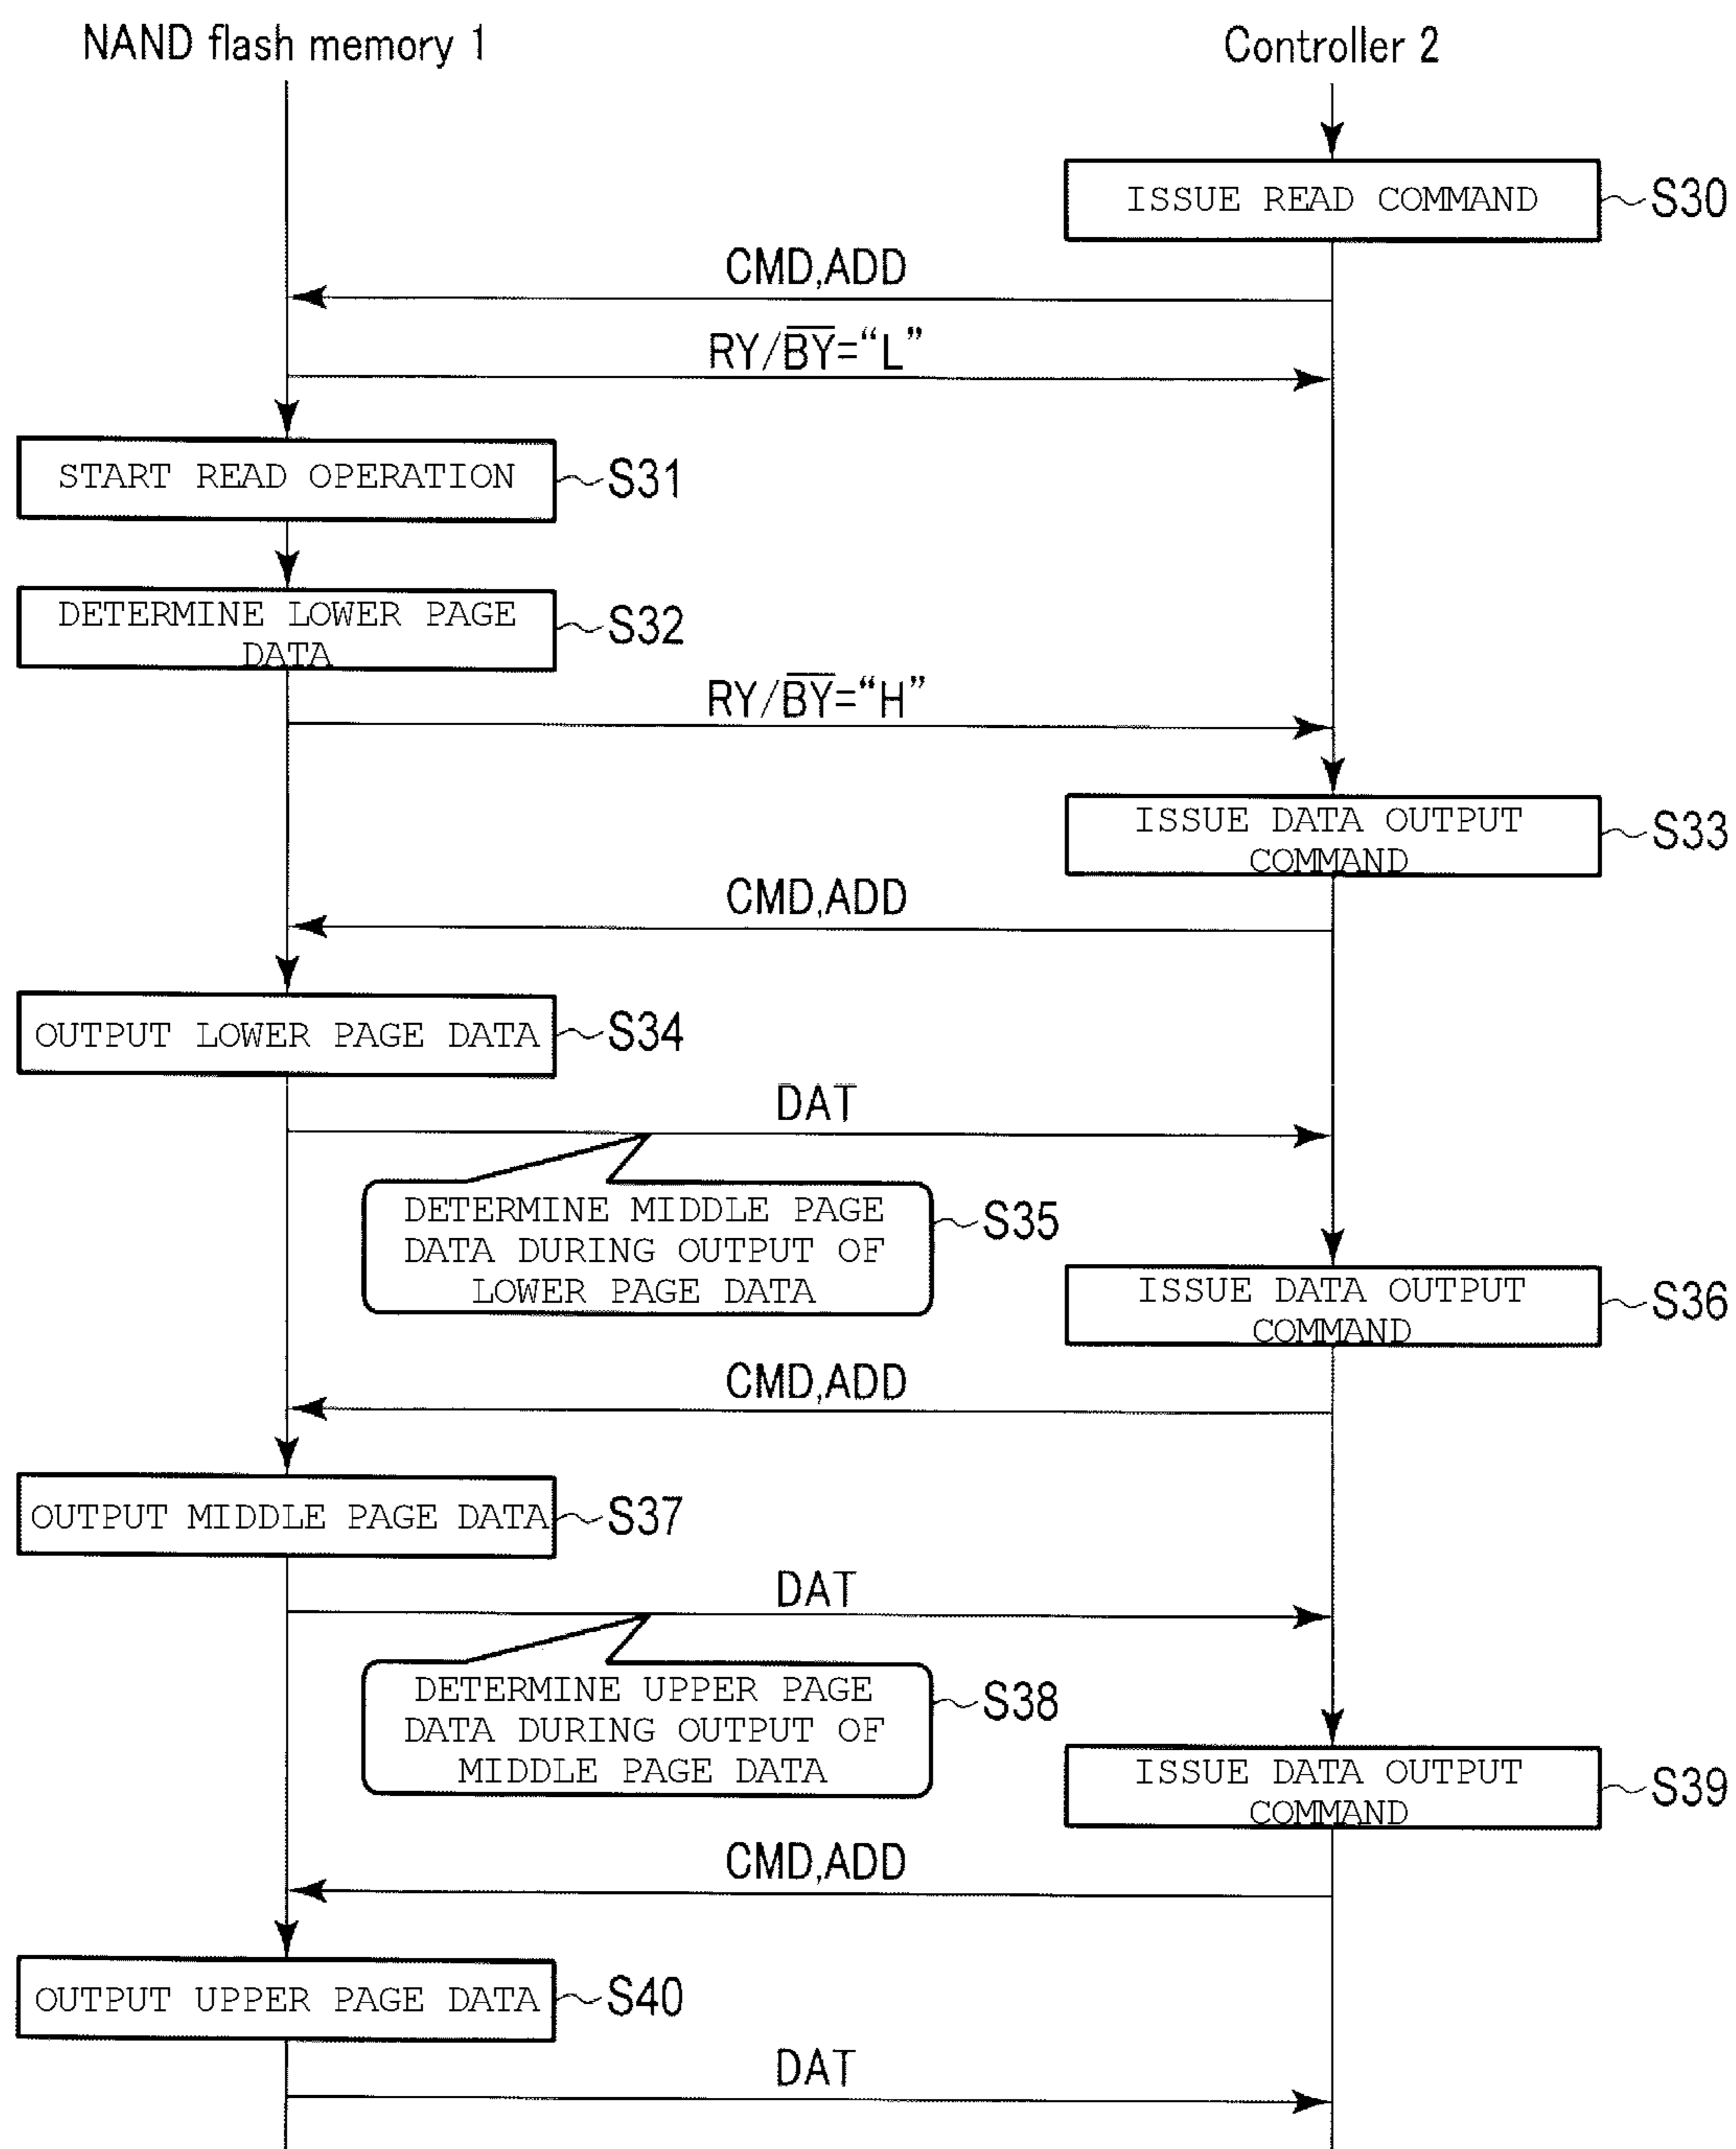 NAND flash memory 1
Controller 2
ISSUE READ COMMAND
S30
CMD,ADD
RY/B̅Y̅="L"
START READ OPERATION
S31
DETERMINE LOWER PAGE
DATA
S32
RY/B̅Y̅="H"
ISSUE DATA OUTPUT
COMMAND
S33
CMD,ADD
OUTPUT LOWER PAGE DATA
S34
DAT
DETERMINE MIDDLE PAGE
DATA DURING OUTPUT OF
LOWER PAGE DATA
S35
ISSUE DATA OUTPUT
COMMAND
S36
CMD,ADD
OUTPUT MIDDLE PAGE DATA
S37
DAT
DETERMINE UPPER PAGE
DATA DURING OUTPUT OF
MIDDLE PAGE DATA
S38
ISSUE DATA OUTPUT
COMMAND
S39
CMD,ADD
OUTPUT UPPER PAGE DATA
S40
DAT